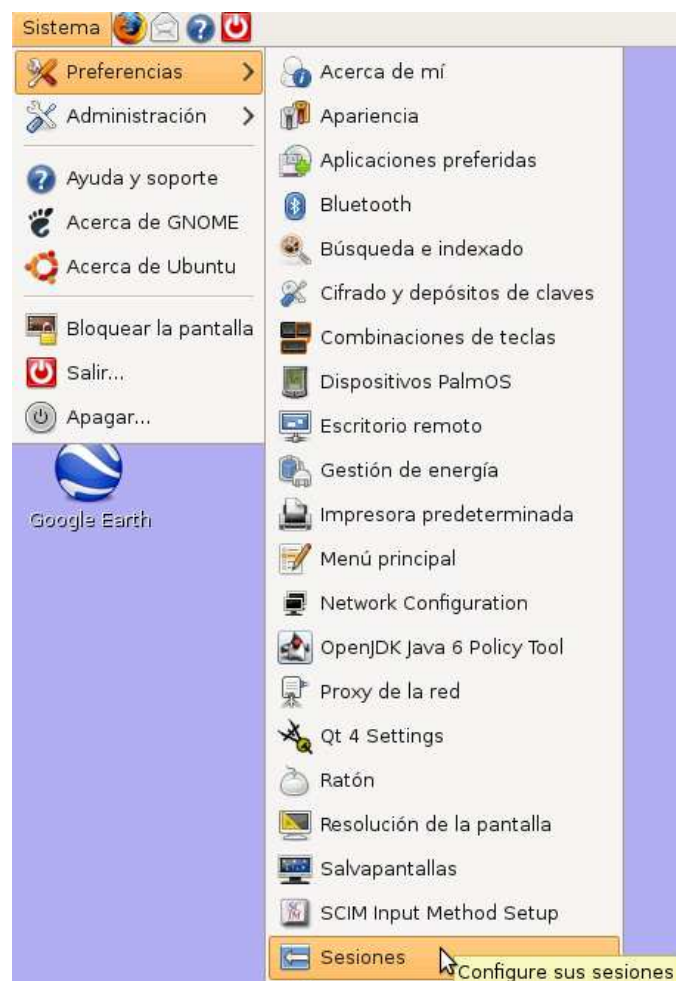 Sistema
Preferencias
Administración
Ayuda y soporte
Acerca de GNOME
Acerca de Ubuntu
Bloquear la pantalla
Salir...
Apagar...
Google Earth
Acerca de mí
Apariencia
Aplicaciones preferidas
Bluetooth
Búsqueda e indexado
Cifrado y depósitos de claves
Combinaciones de teclas
Dispositivos PalmOS
Escritorio remoto
Gestión de energía
Impresora predeterminada
Menú principal
Network Configuration
OpenJDK Java 6 Policy Tool
Proxy de la red
Qt 4 Settings
Ratón
Resolución de la pantalla
Salvapantallas
SCIM Input Method Setup
Sesiones
Configure sus sesiones